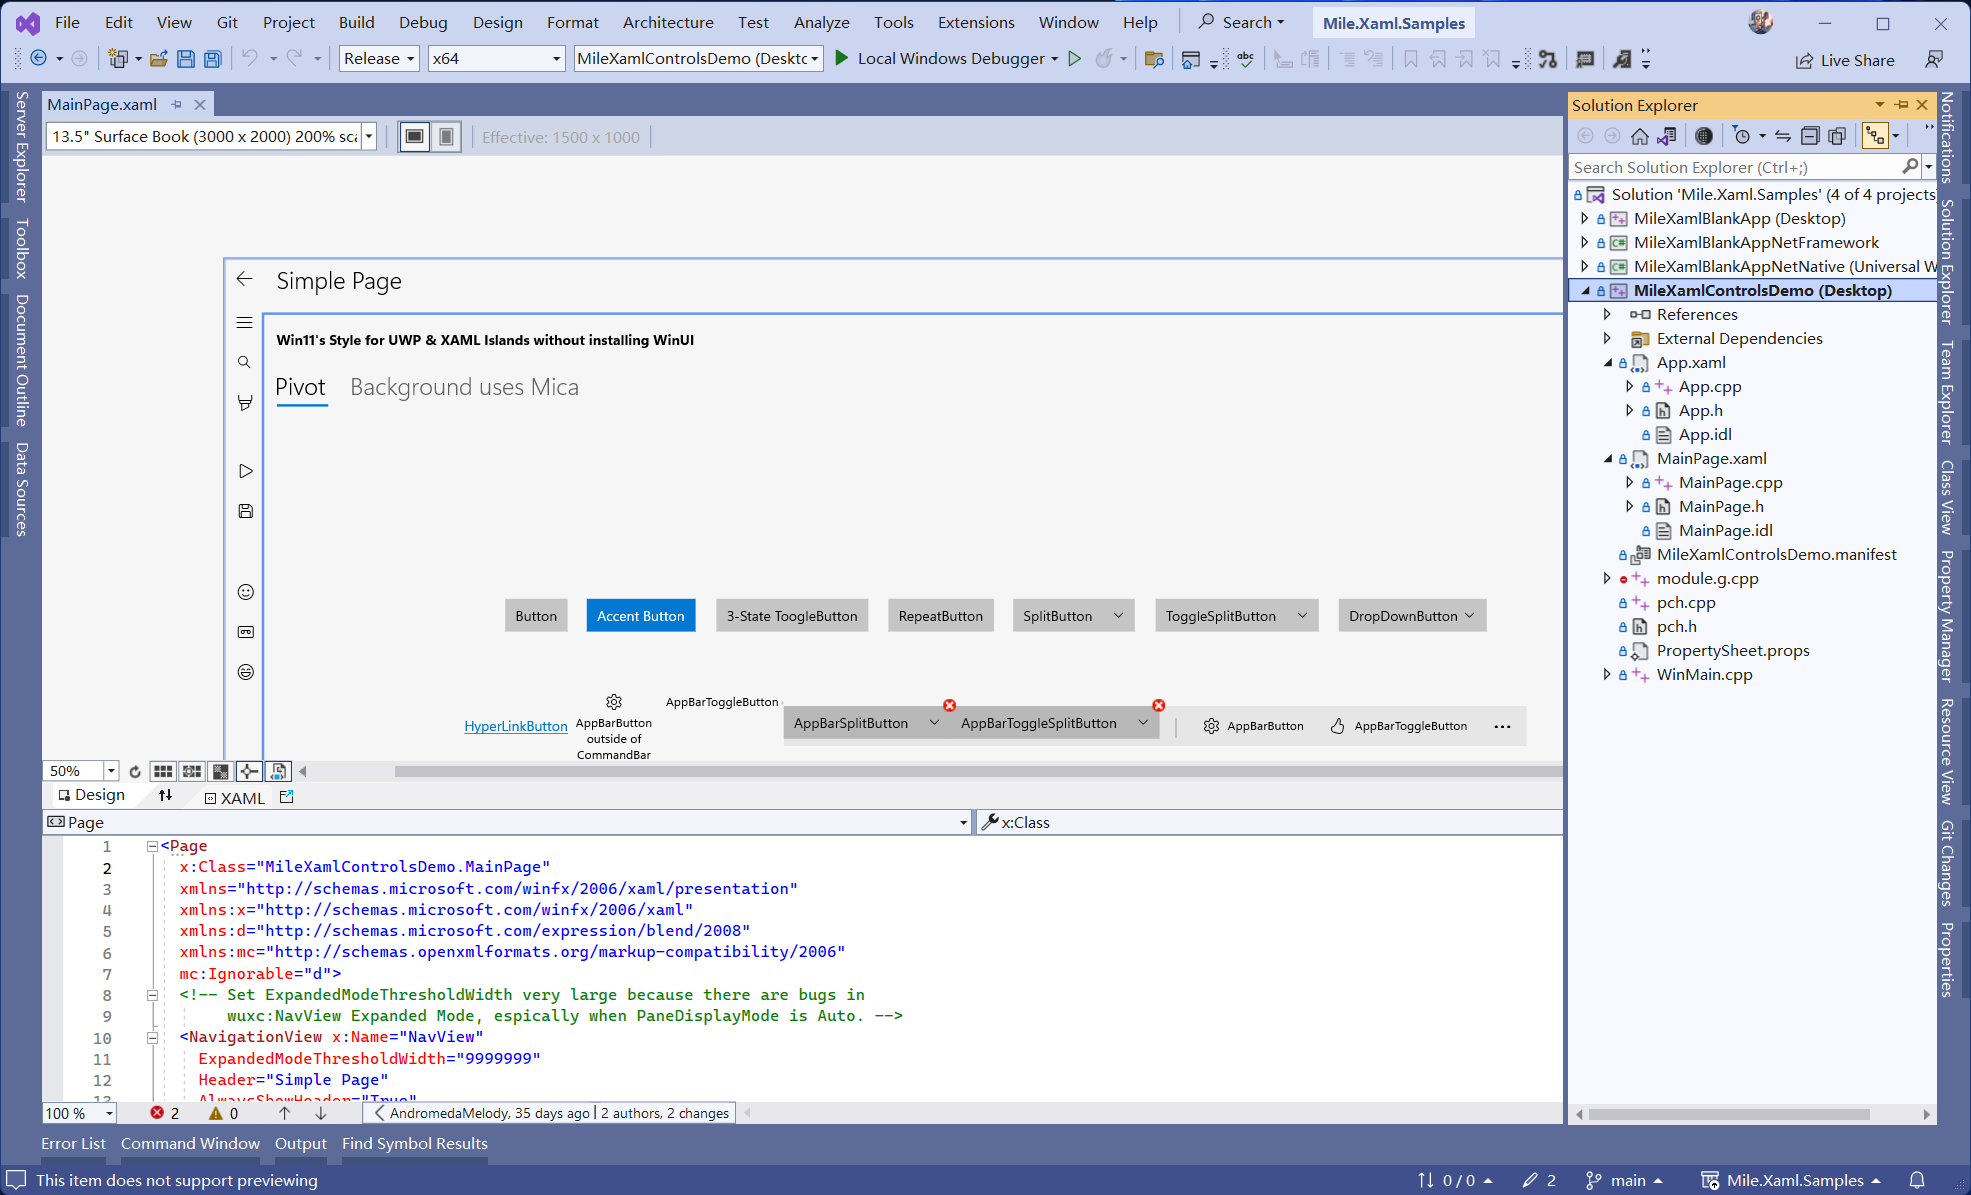 File Edit View Git Project Build Debug Design Format Architecture Test Analyze Tools Extensions Window Help Search Mile.Xaml.Samples
Release x64 MileXamlControlsDemo (Desktc Local Windows Debugger abc Live Share
MainPage.xaml
13.5" Surface Book (3000 x 2000) 200% sca Effective: 1500 x 1000
Server Explorer
Toolbox
Document Outline
Data Sources
Simple Page
Win11's Style for UWP & XAML Islands without installing WinUI
Pivot Background uses Mica
Button Accent Button 3-State ToogleButton RepeatButton SplitButton ToggleSplitButton DropDownButton
HyperLinkButton
AppBarButton
outside of
CommandBar
AppBarToggleButton
AppBarSplitButton AppBarToggleSplitButton AppBarButton AppBarToggleButton
50%
Design XAML
Page x:Class
1 <Page
2 x:Class="MileXamlControlsDemo.MainPage"
3 xmlns="http://schemas.microsoft.com/winfx/2006/xaml/presentation"
4 xmlns:x="http://schemas.microsoft.com/winfx/2006/xaml"
5 xmlns:d="http://schemas.microsoft.com/expression/blend/2008"
6 xmlns:mc="http://schemas.openxmlformats.org/markup-compatibility/2006"
7 mc:Ignorable="d">
8 <!-- Set ExpandedModeThresholdWidth very large because there are bugs in
9 wuxc:NavView Expanded Mode, espically when PaneDisplayMode is Auto. -->
10 <NavigationView x:Name="NavView"
11 ExpandedModeThresholdWidth="9999999"
12 Header="Simple Page"
13 AlwaysShowHeader="True"
100 % 2 0 AndromedaMelody, 35 days ago | 2 authors, 2 changes
Solution Explorer
Search Solution Explorer (Ctrl+;)
Solution 'Mile.Xaml.Samples' (4 of 4 projects
MileXamlBlankApp (Desktop)
MileXamlBlankAppNetFramework
MileXamlBlankAppNetNative (Universal W
MileXamlControlsDemo (Desktop)
References
External Dependencies
App.xaml
App.cpp
App.h
App.idl
MainPage.xaml
MainPage.cpp
MainPage.h
MainPage.idl
MileXamlControlsDemo.manifest
module.g.cpp
pch.cpp
pch.h
PropertySheet.props
WinMain.cpp
Notifications
Solution Explorer
Team Explorer
Class View
Property Manager
Resource View
Git Changes
Properties
Error List Command Window Output Find Symbol Results
This item does not support previewing 0 / 0 2 main Mile.Xaml.Samples